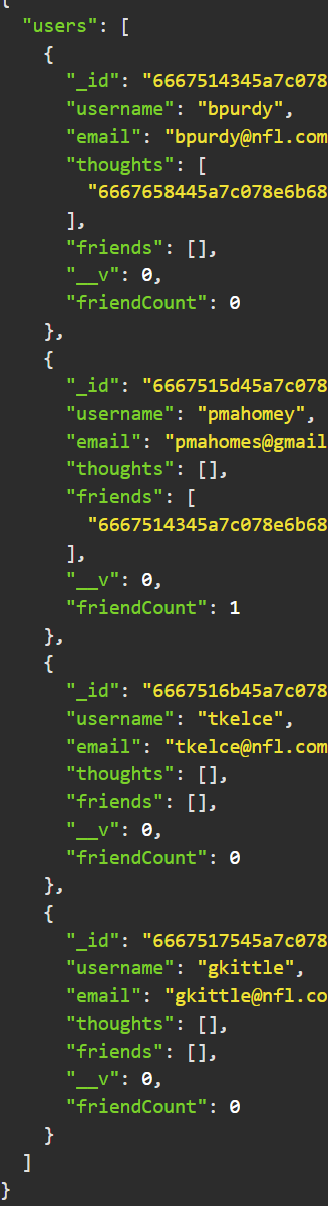 {
"users": [
{
"_id": "6667514345a7c078
"username": "bpurdy",
"email": "bpurdy@nfl.com
"thoughts": [
"6667658445a7c078e6b68
],
"friends": [],
"__v": 0,
"friendCount": 0
},
{
"_id": "6667515d45a7c078
"username": "pmahomey",
"email": "pmahomes@gmail
"thoughts": [],
"friends": [
"6667514345a7c078e6b68
],
"__v": 0,
"friendCount": 1
},
{
"_id": "6667516b45a7c078
"username": "tkelce",
"email": "tkelce@nfl.com
"thoughts": [],
"friends": [],
"__v": 0,
"friendCount": 0
},
{
"_id": "6667517545a7c078
"username": "gkittle",
"email": "gkittle@nfl.co
"thoughts": [],
"friends": [],
"__v": 0,
"friendCount": 0
}
]
}